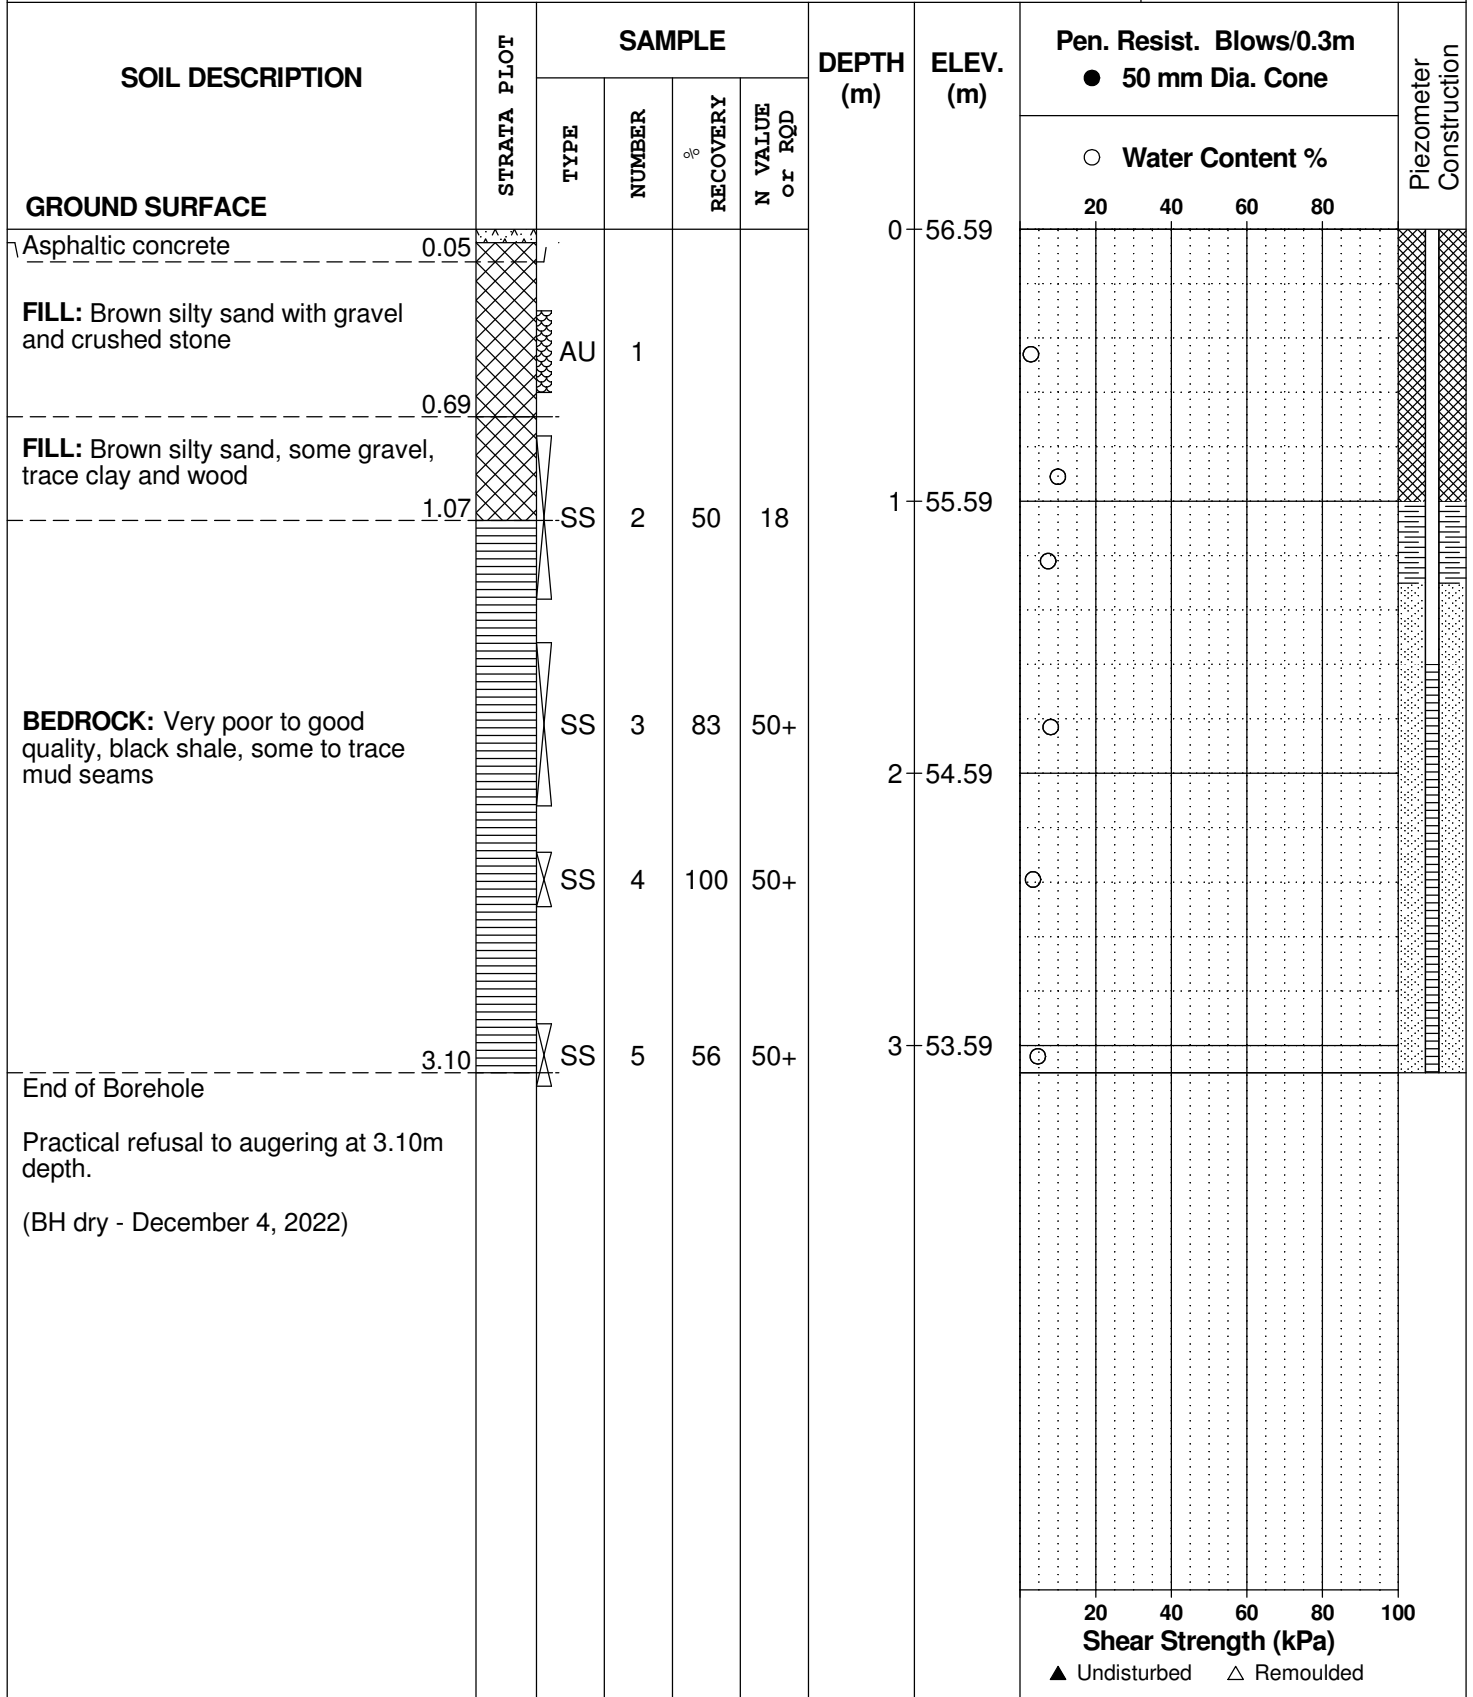 SOIL DESCRIPTION
GROUND SURFACE
STRATA PLOT
SAMPLE
TYPE
NUMBER
%
RECOVERY
N VALUE
or RQD
DEPTH
(m)
ELEV.
(m)
Pen. Resist. Blows/0.3m
● 50 mm Dia. Cone
○ Water Content %
20 40 60 80
Piezometer
Construction
0 56.59
Asphaltic concrete 0.05
FILL: Brown silty sand with gravel
and crushed stone
AU 1
0.69
FILL: Brown silty sand, some gravel,
trace clay and wood
1.07
1 55.59
SS 2 50 18
BEDROCK: Very poor to good
quality, black shale, some to trace
mud seams
SS 3 83 50+
2 54.59
SS 4 100 50+
3 53.59
SS 5 56 50+
3.10
End of Borehole
Practical refusal to augering at 3.10m
depth.
(BH dry - December 4, 2022)
20 40 60 80 100
Shear Strength (kPa)
▲ Undisturbed △ Remoulded